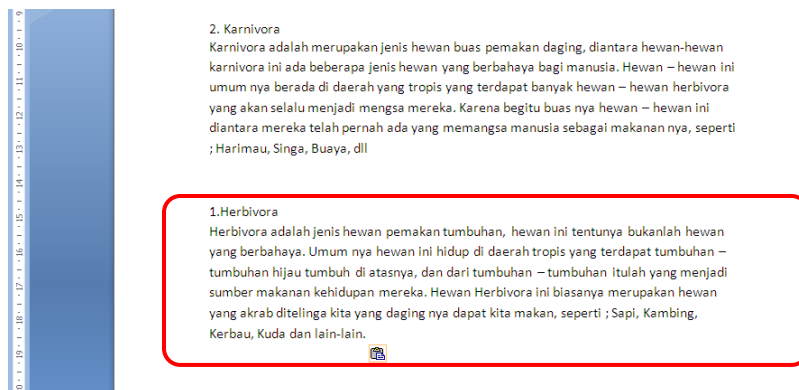 2. Karnivora
Karnivora adalah merupakan jenis hewan buas pemakan daging, diantara hewan-hewan
karnivora ini ada beberapa jenis hewan yang berbahaya bagi manusia. Hewan – hewan ini
umum nya berada di daerah yang tropis yang terdapat banyak hewan – hewan herbivora
yang akan selalu menjadi mengsa mereka. Karena begitu buas nya hewan – hewan ini
diantara mereka telah pernah ada yang memangsa manusia sebagai makanan nya, seperti
; Harimau, Singa, Buaya, dll
1.Herbivora
Herbivora adalah jenis hewan pemakan tumbuhan, hewan ini tentunya bukanlah hewan
yang berbahaya. Umum nya hewan ini hidup di daerah tropis yang terdapat tumbuhan –
tumbuhan hijau tumbuh di atasnya, dan dari tumbuhan – tumbuhan itulah yang menjadi
sumber makanan kehidupan mereka. Hewan Herbivora ini biasanya merupakan hewan
yang akrab ditelinga kita yang daging nya dapat kita makan, seperti ; Sapi, Kambing,
Kerbau, Kuda dan lain-lain.